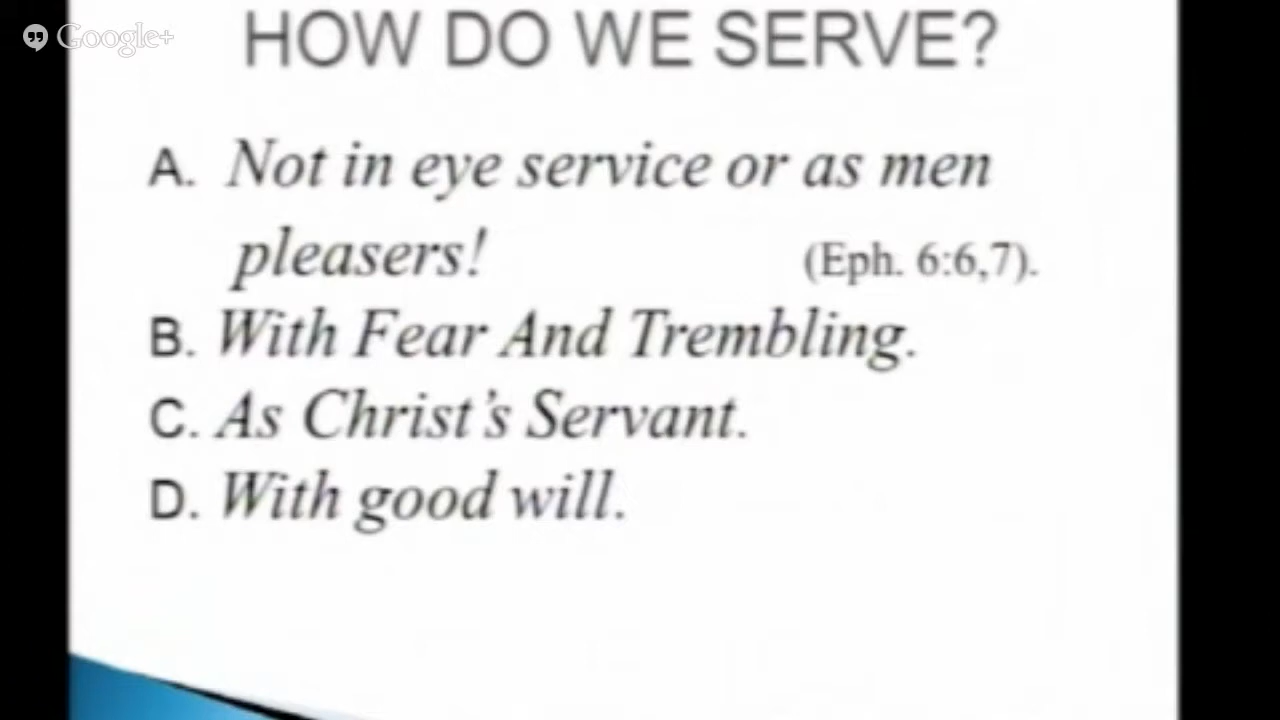 Google+
HOW DO WE SERVE?
A. Not in eye service or as men
pleasers! (Eph. 6:6,7).
B. With Fear And Trembling.
C. As Christ's Servant.
D. With good will.